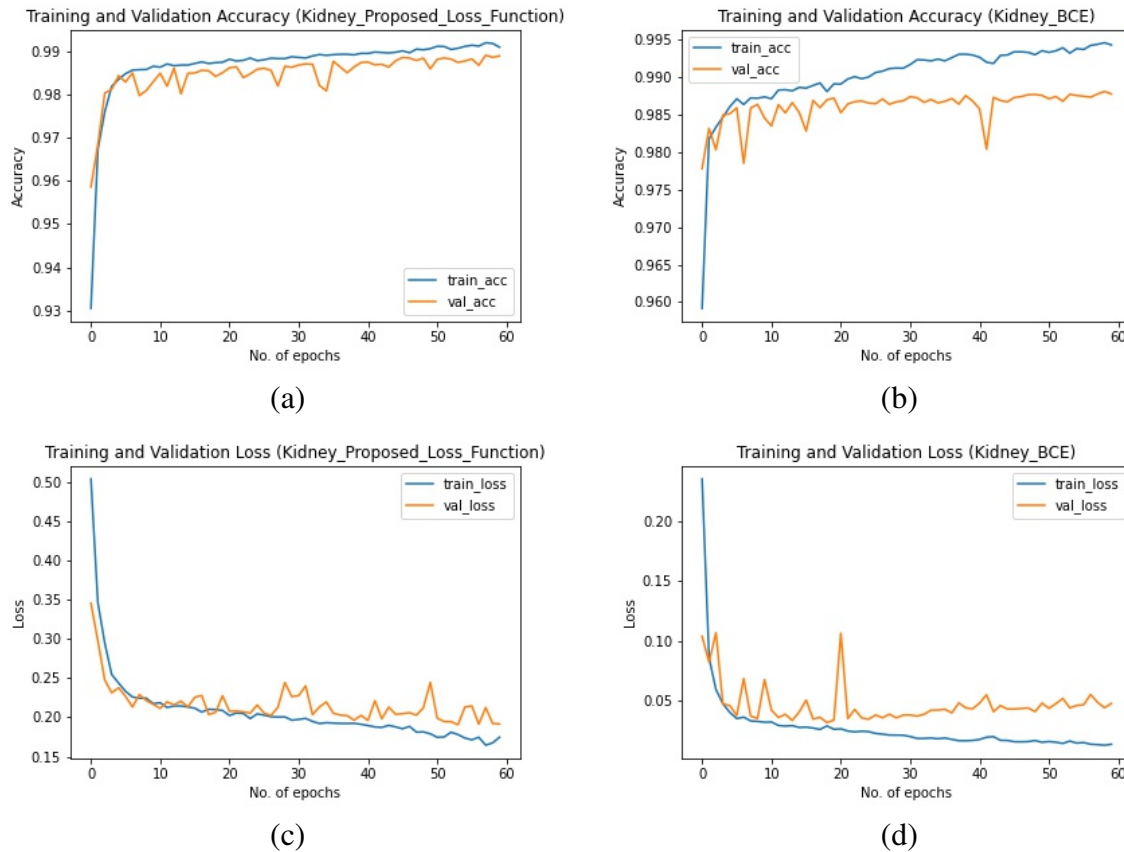 Training and Validation Accuracy (Kidney_Proposed_Loss_Function)
0.99
0.98
0.97
0.96
0.95
0.94
0.93
Accuracy
train_acc
val_acc
0 10 20 30 40 50 60
No. of epochs
(a)
Training and Validation Accuracy (Kidney_BCE)
0.995
0.990
0.985
0.980
0.975
0.970
0.965
0.960
Accuracy
train_acc
val_acc
0 10 20 30 40 50 60
No. of epochs
(b)
Training and Validation Loss (Kidney_Proposed_Loss_Function)
0.50
0.45
0.40
0.35
0.30
0.25
0.20
0.15
Loss
train_loss
val_loss
0 10 20 30 40 50 60
No. of epochs
(c)
Training and Validation Loss (Kidney_BCE)
0.20
0.15
0.10
0.05
Loss
train_loss
val_loss
0 10 20 30 40 50 60
No. of epochs
(d)